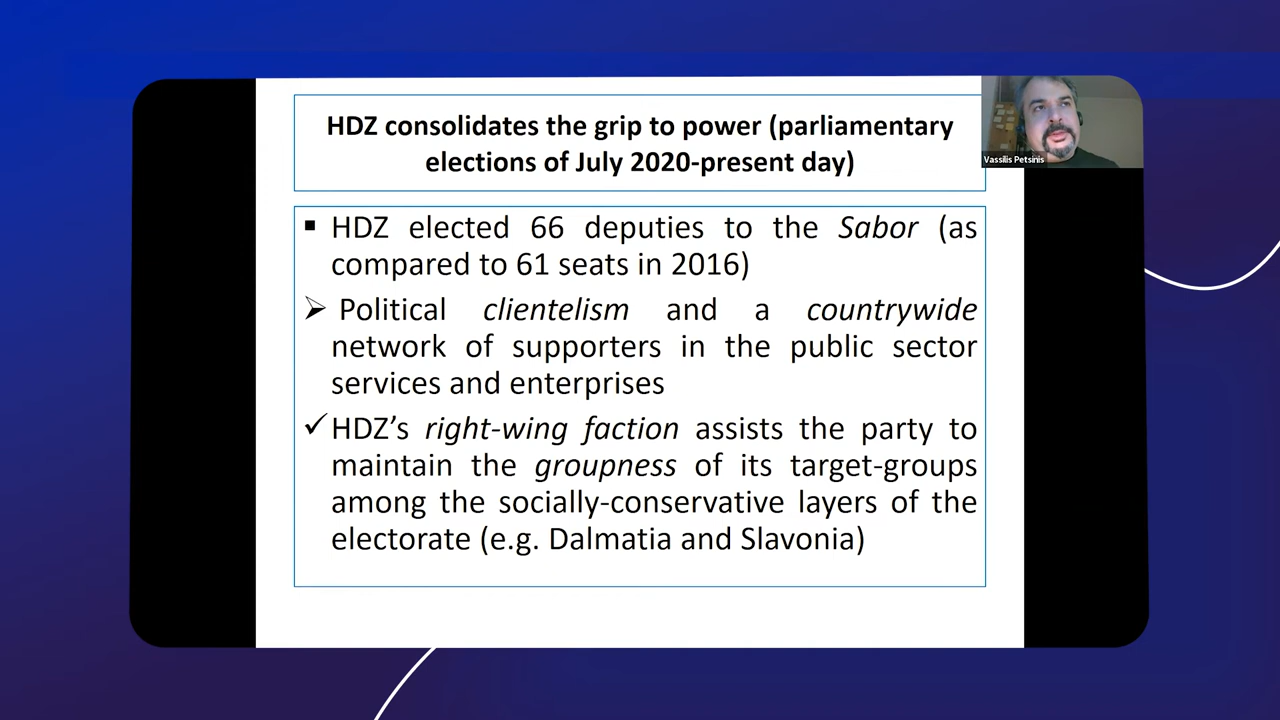 HDZ consolidates the grip to power (parliamentary
elections of July 2020-present day)
Vassilis Petsinis
▪ HDZ elected 66 deputies to the Sabor (as
compared to 61 seats in 2016)
➢ Political clientelism and a countrywide
network of supporters in the public sector
services and enterprises
✓ HDZ’s right-wing faction assists the party to
maintain the groupness of its target-groups
among the socially-conservative layers of the
electorate (e.g. Dalmatia and Slavonia)